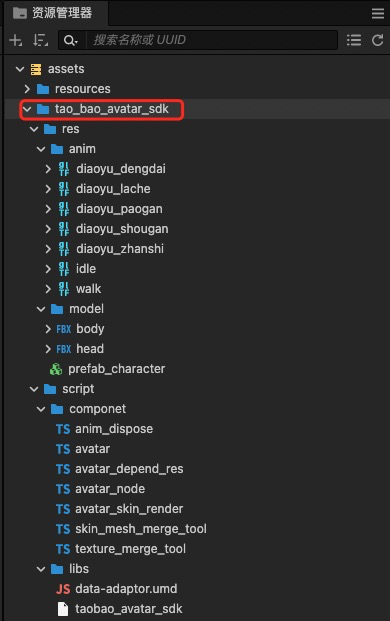 资源管理器
搜索名称或 UUID
assets
resources
tao_bao_avatar_sdk
res
anim
diaoyu_dengdai
diaoyu_lache
diaoyu_paogan
diaoyu_shougan
diaoyu_zhanshi
idle
walk
model
FBX body
FBX head
prefab_character
script
componet
TS anim_dispose
TS avatar
TS avatar_depend_res
TS avatar_node
TS avatar_skin_render
TS skin_mesh_merge_tool
TS texture_merge_tool
libs
JS data-adaptor.umd
taobao_avatar_sdk